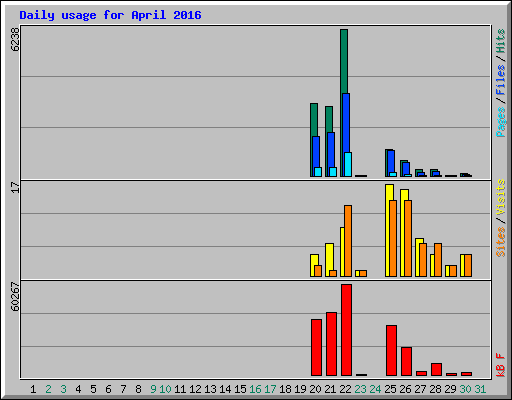 Daily usage for April 2016
6238
Pages/Files/Hits
17
Sites/Visits
60267
kB F
1 2 3 4 5 6 7 8 9 10 11 12 13 14 15 16 17 18 19 20 21 22 23 24 25 26 27 28 29 30 31